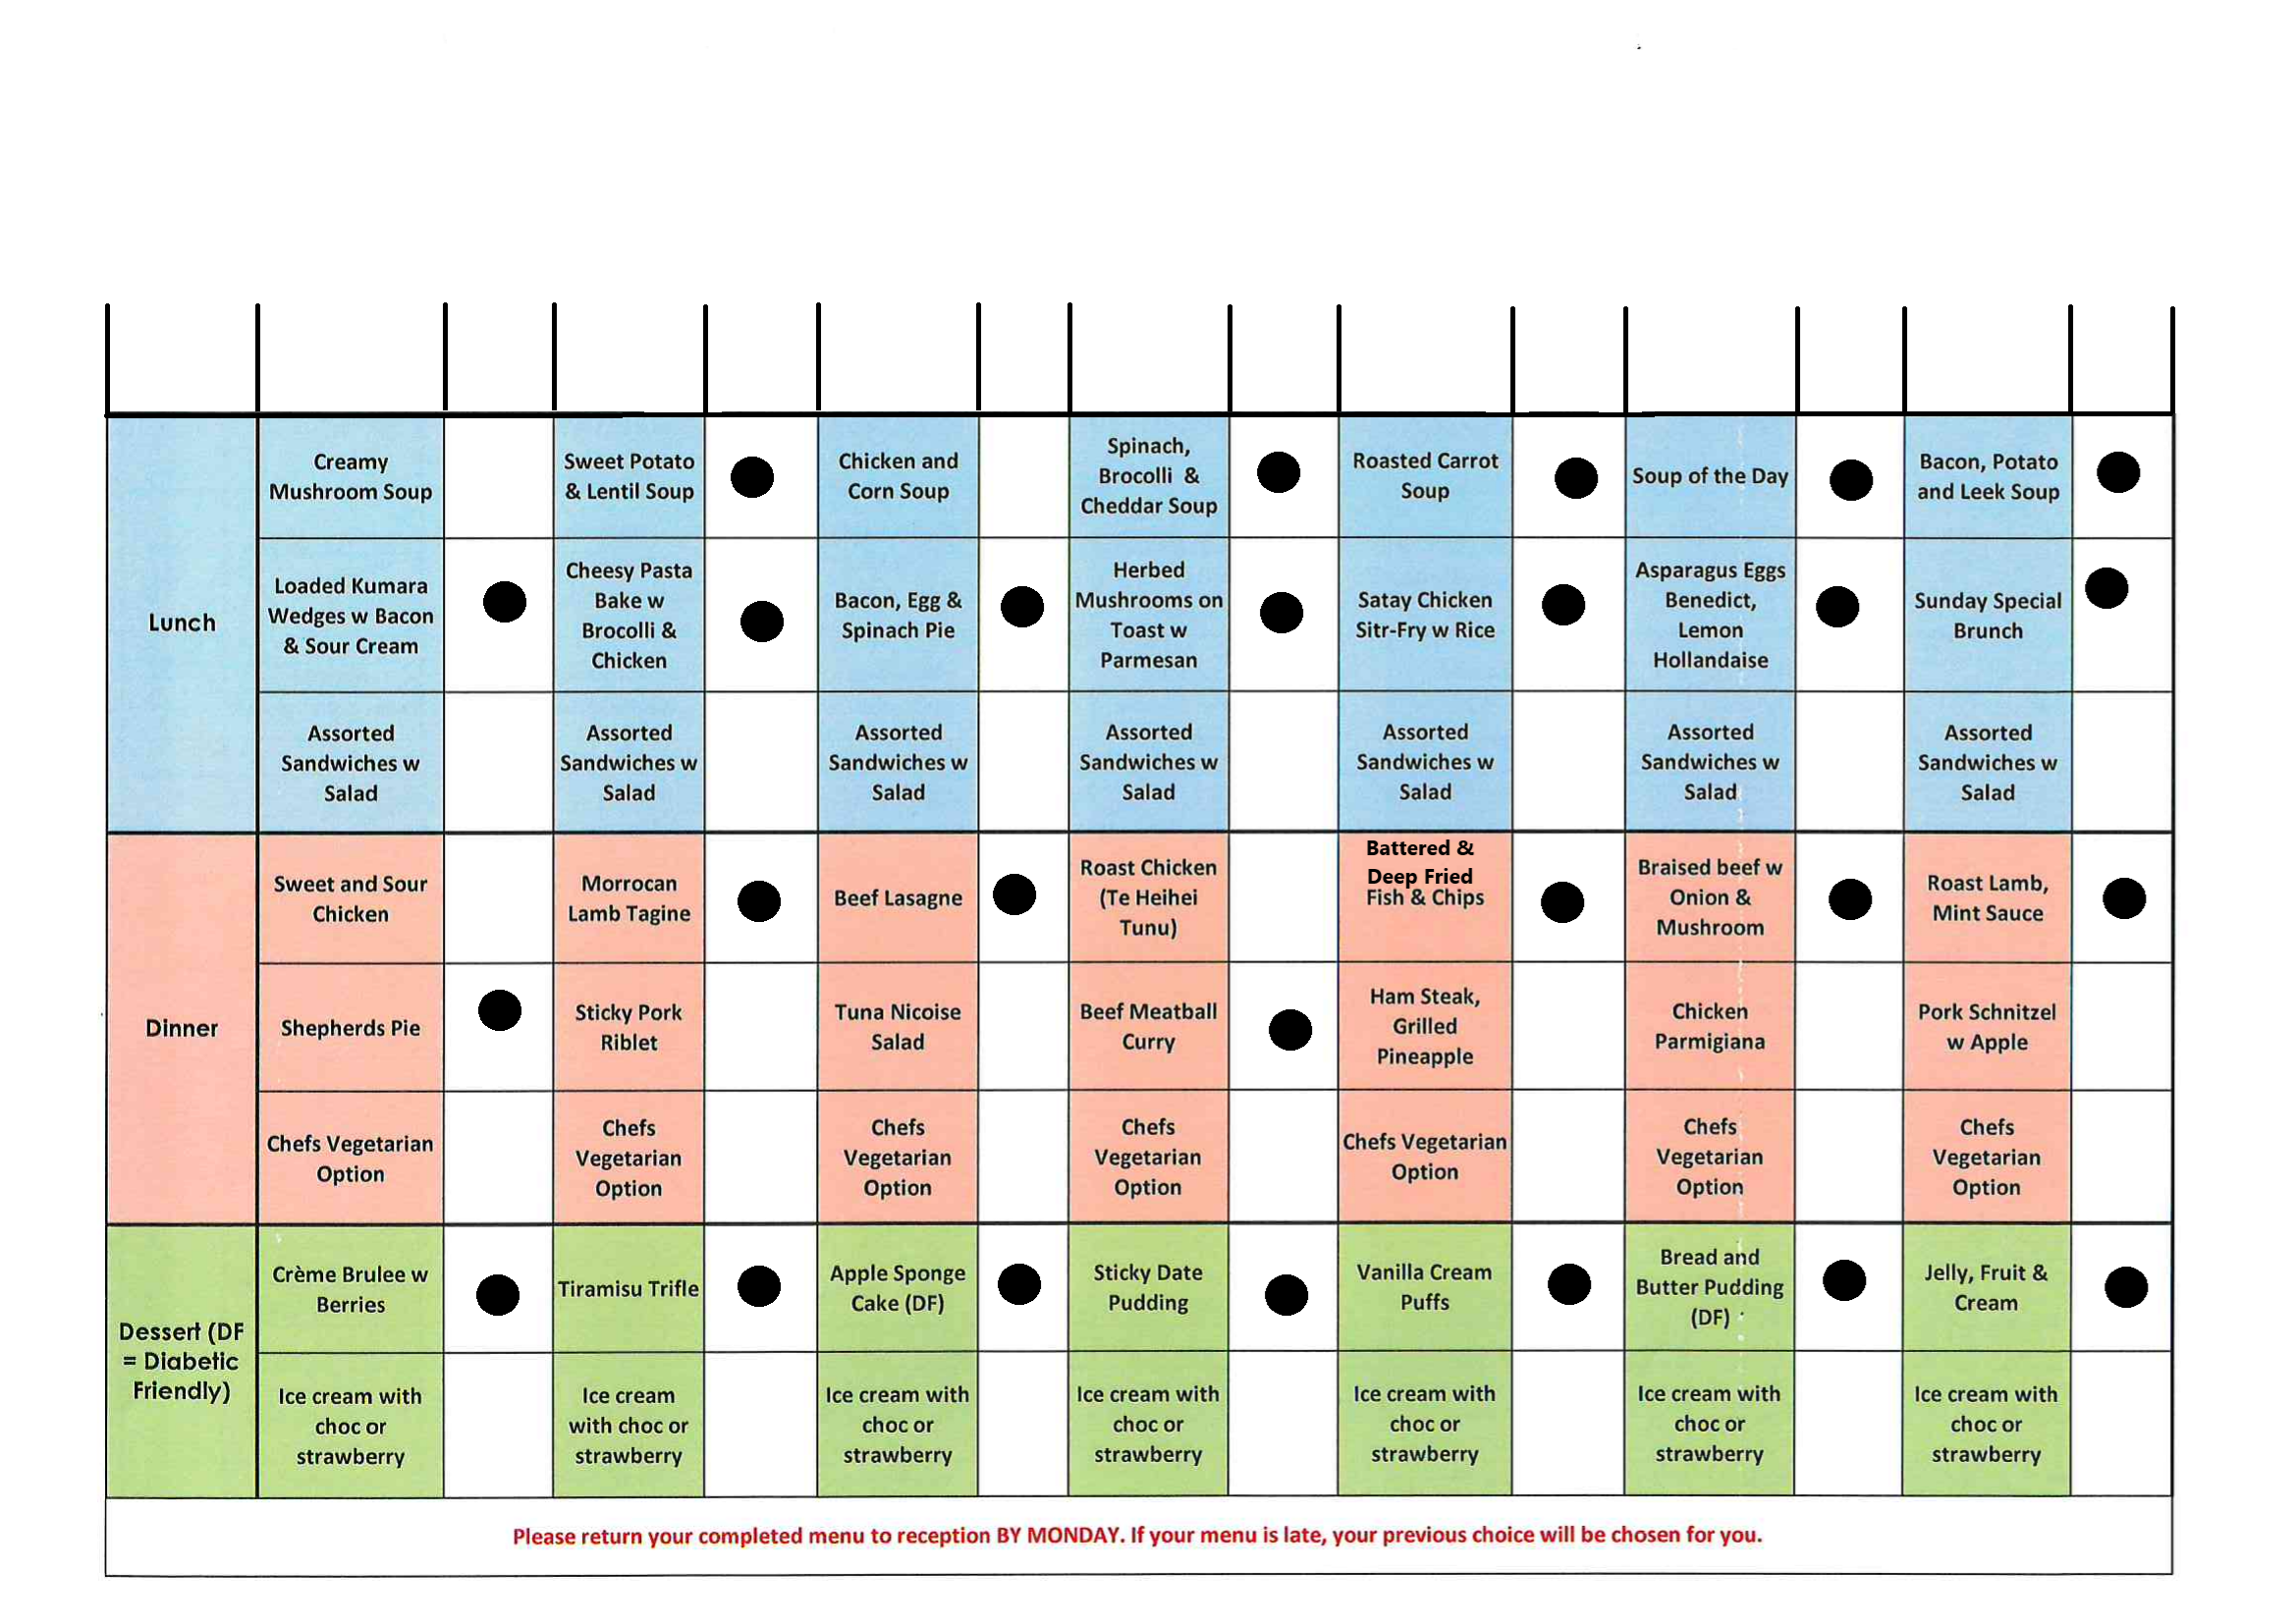 Creamy
Mushroom Soup
Sweet Potato
& Lentil Soup
Chicken and
Corn Soup
Spinach,
Brocolli &
Cheddar Soup
Roasted Carrot
Soup
Soup of the Day
Bacon, Potato
and Leek Soup
Lunch
Loaded Kumara
Wedges w Bacon
& Sour Cream
Cheesy Pasta
Bake w
Brocolli &
Chicken
Bacon, Egg &
Spinach Pie
Herbed
Mushrooms on
Toast w
Parmesan
Satay Chicken
Sitr-Fry w Rice
Asparagus Eggs
Benedict,
Lemon
Hollandaise
Sunday Special
Brunch
Assorted
Sandwiches w
Salad
Assorted
Sandwiches w
Salad
Assorted
Sandwiches w
Salad
Assorted
Sandwiches w
Salad
Assorted
Sandwiches w
Salad
Assorted
Sandwiches w
Salad
Assorted
Sandwiches w
Salad
Sweet and Sour
Chicken
Morrocan
Lamb Tagine
Beef Lasagne
Roast Chicken
(Te Heihei
Tunu)
Battered &
Deep Fried
Fish & Chips
Braised beef w
Onion &
Mushroom
Roast Lamb,
Mint Sauce
Dinner
Shepherds Pie
Sticky Pork
Riblet
Tuna Nicoise
Salad
Beef Meatball
Curry
Ham Steak,
Grilled
Pineapple
Chicken
Parmigiana
Pork Schnitzel
w Apple
Chefs Vegetarian
Option
Chefs
Vegetarian
Option
Chefs
Vegetarian
Option
Chefs
Vegetarian
Option
Chefs Vegetarian
Option
Chefs
Vegetarian
Option
Chefs
Vegetarian
Option
Dessert (DF
= Diabetic
Friendly)
Crème Brulee w
Berries
Tiramisu Trifle
Apple Sponge
Cake (DF)
Sticky Date
Pudding
Vanilla Cream
Puffs
Bread and
Butter Pudding
(DF)
Jelly, Fruit &
Cream
Ice cream with
choc or
strawberry
Ice cream
with choc or
strawberry
Ice cream with
choc or
strawberry
Ice cream with
choc or
strawberry
Ice cream with
choc or
strawberry
Ice cream with
choc or
strawberry
Ice cream with
choc or
strawberry
Please return your completed menu to reception BY MONDAY. If your menu is late, your previous choice will be chosen for you.